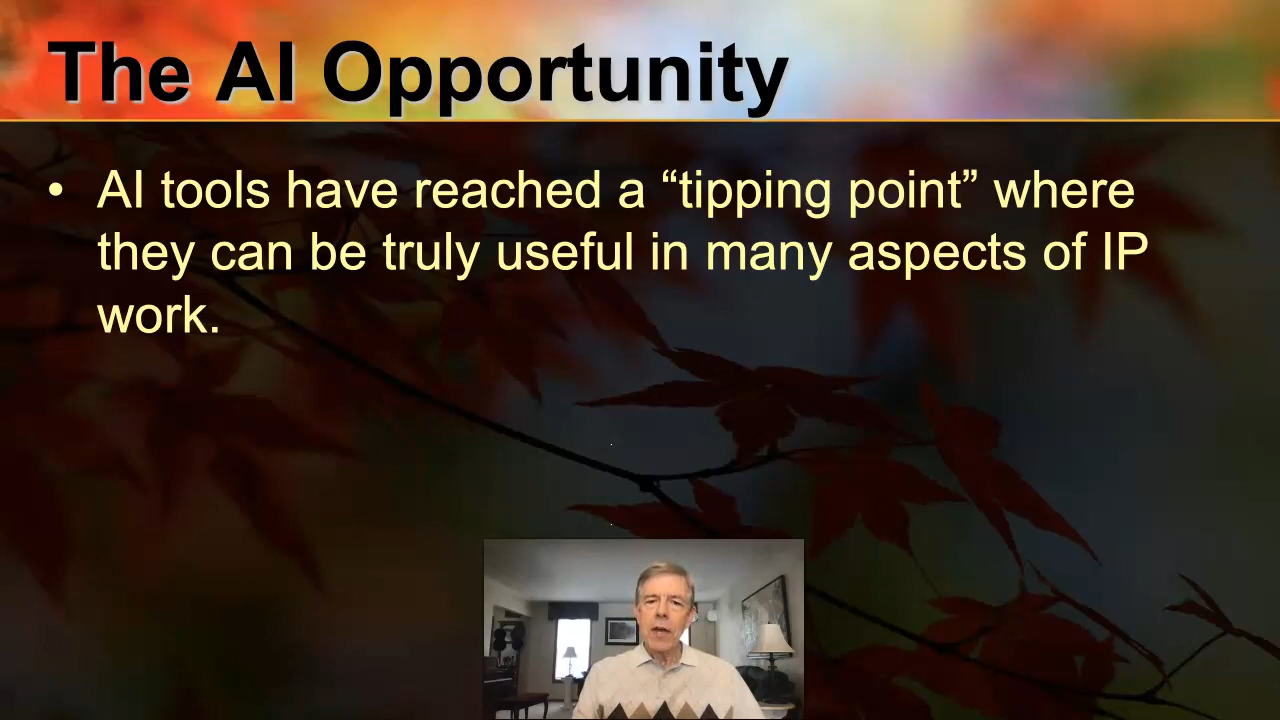 The AI Opportunity
• AI tools have reached a “tipping point” where
they can be truly useful in many aspects of IP
work.